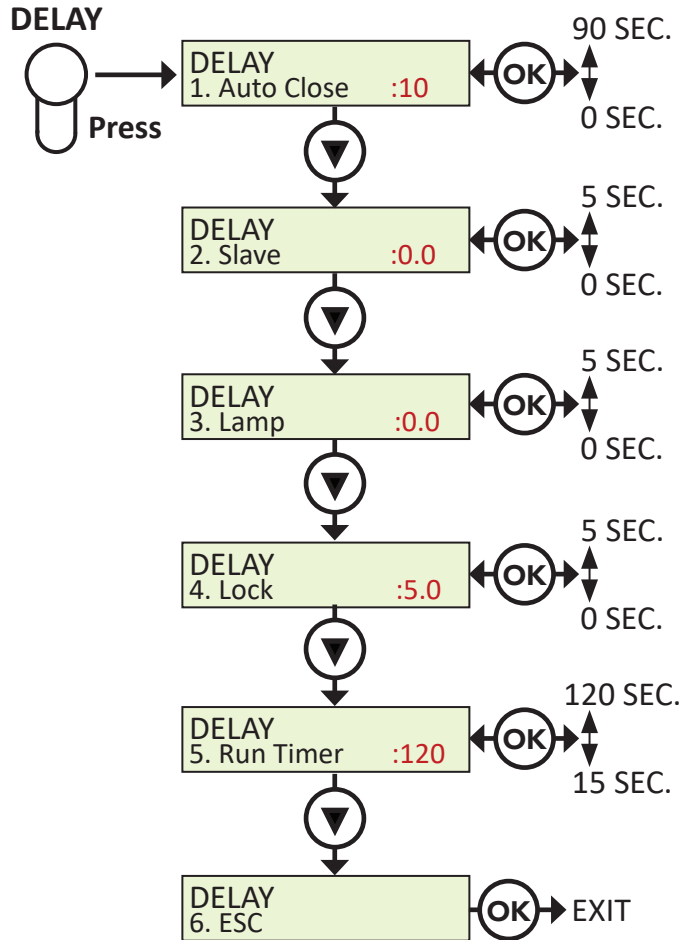 DELAY
Press
DELAY
1. Auto Close :10
OK
90 SEC.
0 SEC.
DELAY
2. Slave :0.0
OK
5 SEC.
0 SEC.
DELAY
3. Lamp :0.0
OK
5 SEC.
0 SEC.
DELAY
4. Lock :5.0
OK
5 SEC.
0 SEC.
DELAY
5. Run Timer :120
OK
120 SEC.
15 SEC.
DELAY
6. ESC
OK
EXIT